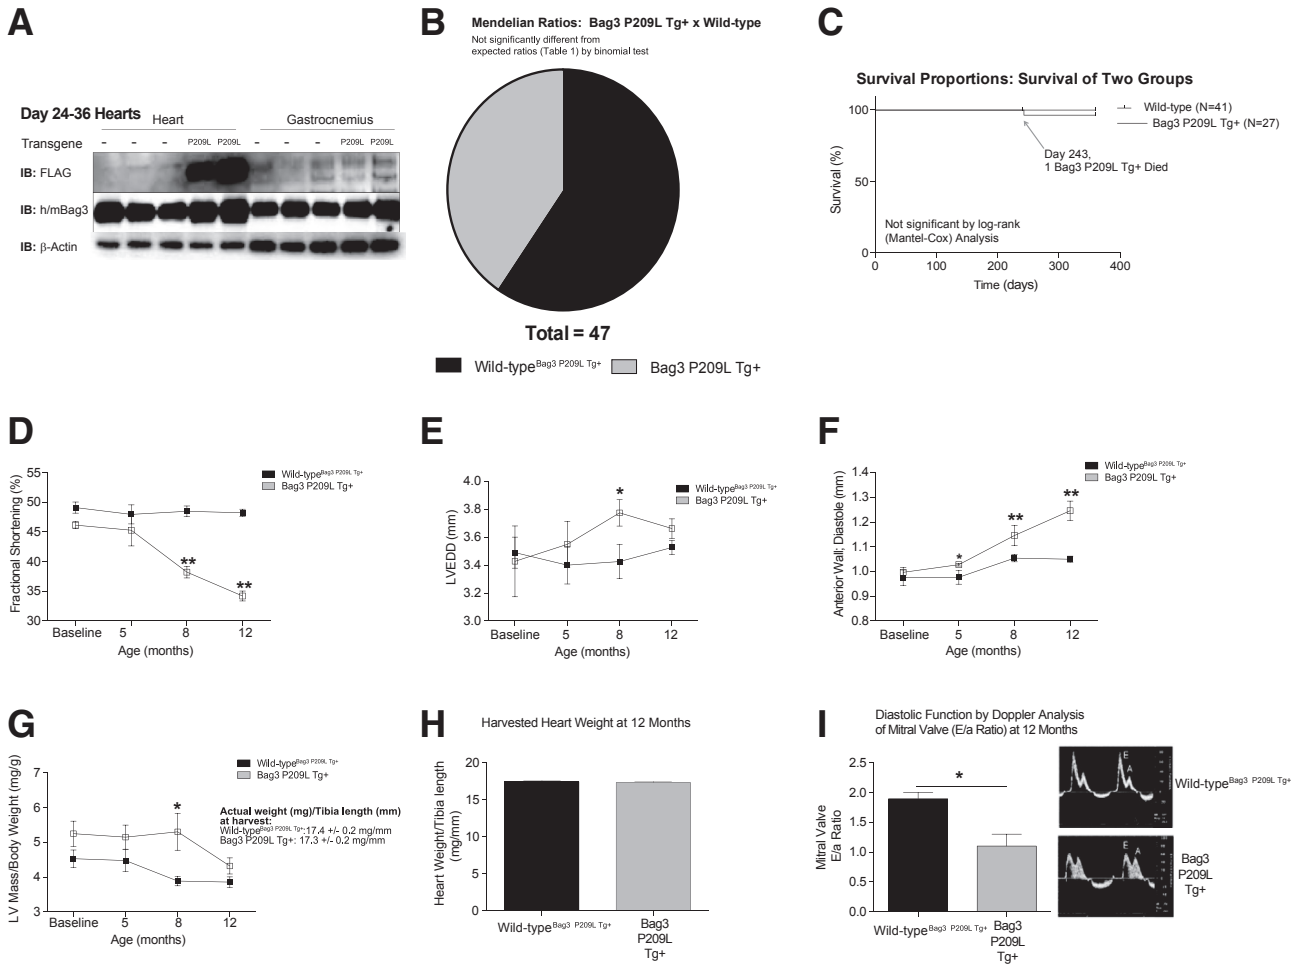 A
Day 24-36 Hearts
Heart
Gastrocnemius
Transgene
- - - P209L P209L - - - P209L P209L
IB: FLAG
IB: h/mBag3
IB: β-Actin
B
Mendelian Ratios: Bag3 P209L Tg+ x Wild-type
Not significantly different from
expected ratios (Table 1) by binomial test
Total = 47
Wild-type Bag3 P209L Tg+
Bag3 P209L Tg+
C
Survival Proportions: Survival of Two Groups
Survival (%)
100
50
0
Wild-type (N=41)
Bag3 P209L Tg+ (N=27)
Day 243,
1 Bag3 P209L Tg+ Died
Not significant by log-rank
(Mantel-Cox) Analysis
0 100 200 300 400
Time (days)
D
Fractional Shortening (%)
55
50
45
40
35
30
Wild-type Bag3 P209L Tg+
Bag3 P209L Tg+
**
**
Baseline 5 8 12
Age (months)
E
LVEDD (mm)
4.0
3.8
3.6
3.4
3.2
3.0
Wild-type Bag3 P209L Tg+
Bag3 P209L Tg+
*
Baseline 5 8 12
Age (months)
F
Anterior Wall; Diastole (mm)
1.4
1.3
1.2
1.1
1.0
0.9
0.8
Wild-type Bag3 P209L Tg+
Bag3 P209L Tg+
*
**
**
Baseline 5 8 12
Age (months)
G
LV Mass/Body Weight (mg/g)
7
6
5
4
3
Wild-type Bag3 P209L Tg+
Bag3 P209L Tg+
*
Actual weight (mg)/Tibia length (mm)
at harvest:
Wild-type Bag3 P209L Tg+:17.4 +/- 0.2 mg/mm
Bag3 P209L Tg+: 17.3 +/- 0.2 mg/mm
Baseline 5 8 12
Age (months)
H
Harvested Heart Weight at 12 Months
Heart Weight/Tibia length
(mg/mm)
20
15
10
5
0
Wild-type Bag3 P209L Tg+
Bag3
P209L
Tg+
I
Diastolic Function by Doppler Analysis
of Mitral Valve (E/a Ratio) at 12 Months
Mitral Valve
E/a Ratio
2.5
2.0
1.5
1.0
0.5
0.0
*
Wild-type Bag3 P209L Tg+
Bag3
P209L
Tg+
E
A
Wild-type Bag3 P209L Tg+
E
A
Bag3
P209L
Tg+